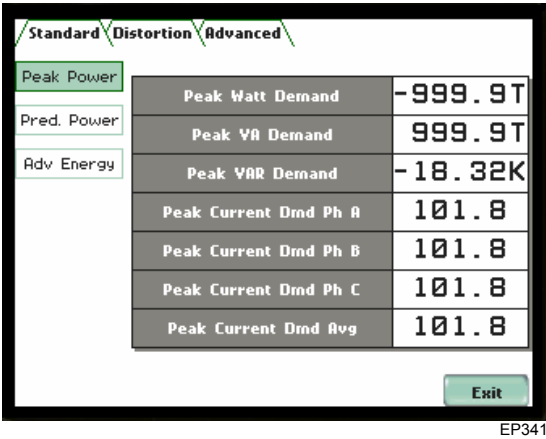 Standard Distortion Advanced
Peak Power
Pred. Power
Adv Energy
Peak Watt Demand -999.9T
Peak VA Demand 999.9T
Peak VAR Demand -18.32K
Peak Current Dmd Ph A 101.8
Peak Current Dmd Ph B 101.8
Peak Current Dmd Ph C 101.8
Peak Current Dmd Avg 101.8
Exit
EP341